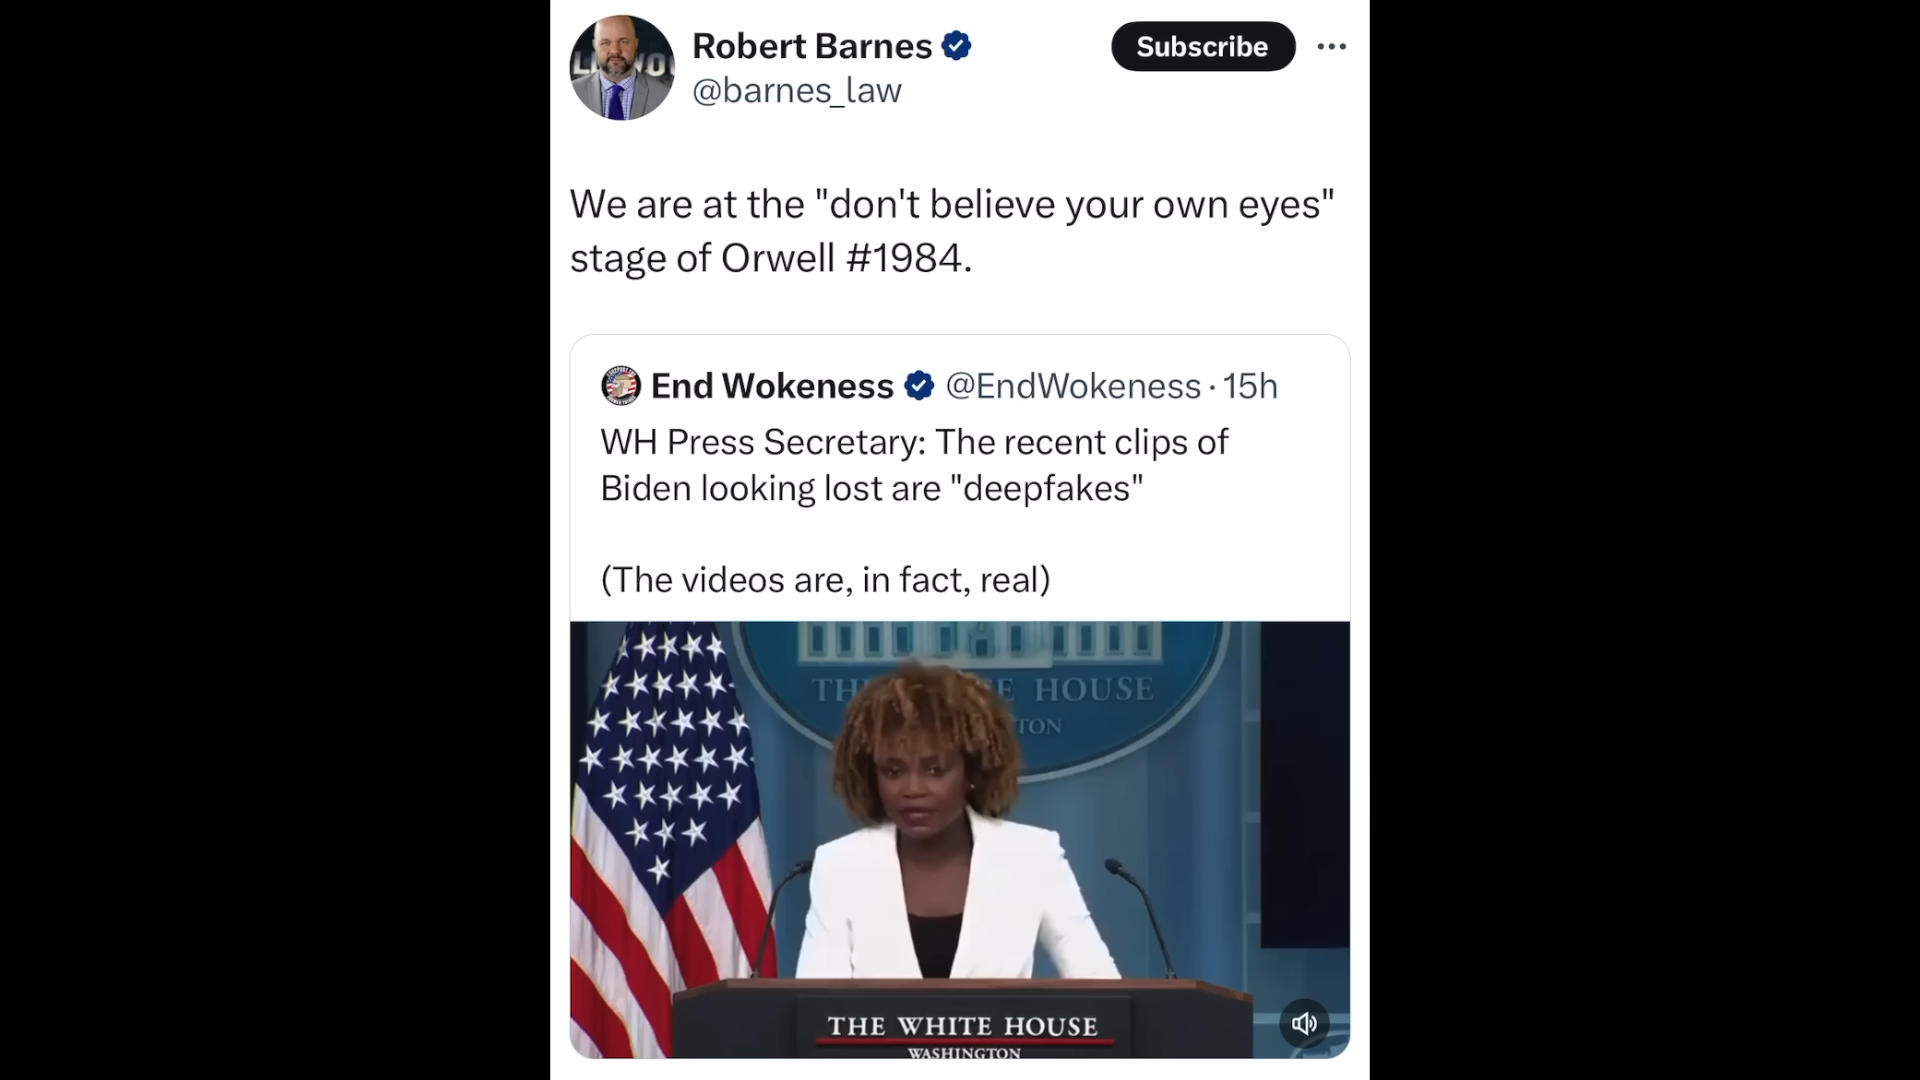 Robert Barnes
Subscribe
@barnes_law
We are at the "don't believe your own eyes"
stage of Orwell #1984.
End Wokeness @EndWokeness · 15h
WH Press Secretary: The recent clips of
Biden looking lost are "deepfakes"
(The videos are, in fact, real)
TH E HOUSE
TON
THE WHITE HOUSE
WASHINGTON